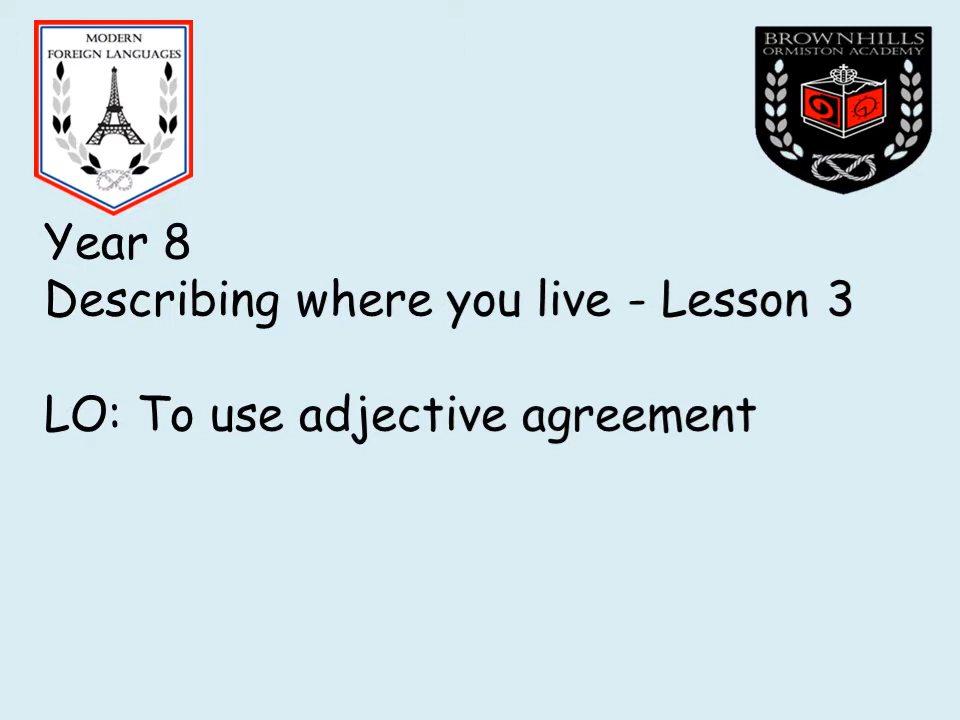 MODERN
FOREIGN LANGUAGES
BROWNHILLS
ORMISTON ACADEMY
Year 8
Describing where you live - Lesson 3
LO: To use adjective agreement